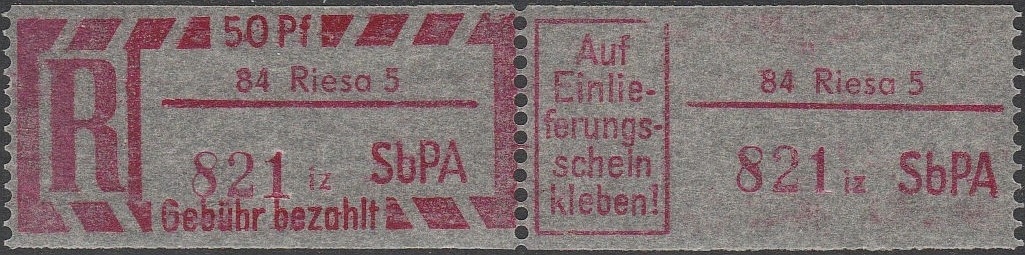 50 Pf
R
84 Riesa 5
821 iz SbPA
Gebühr bezahlt
Auf
Einlie-
ferungs-
schein
kleben!
84 Riesa 5
821 iz SbPA